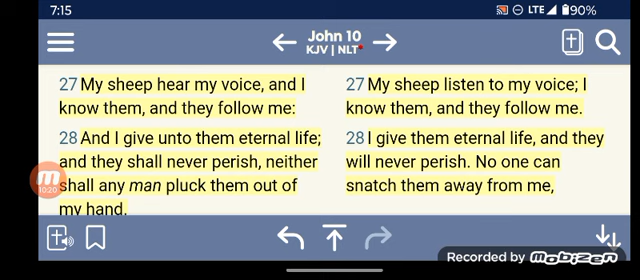 7:15
LTE 90%
John 10
KJV | NLT
27 My sheep hear my voice, and I
know them, and they follow me:
28 And I give unto them eternal life;
and they shall never perish, neither
shall any man pluck them out of
my hand.
27 My sheep listen to my voice; I
know them, and they follow me.
28 I give them eternal life, and they
will never perish. No one can
snatch them away from me,
10:20
Recorded by Mobizen